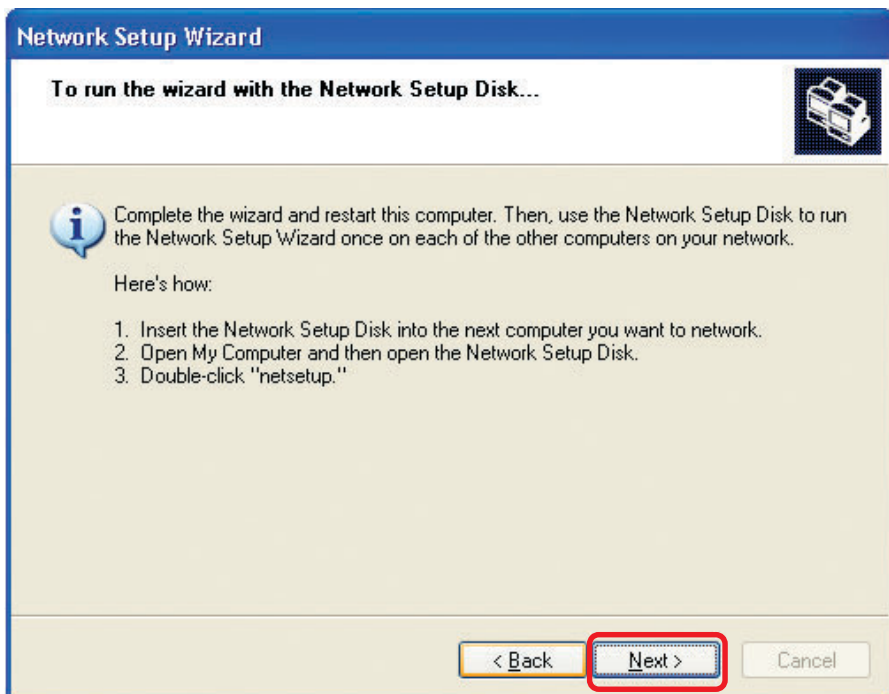 Network Setup Wizard
To run the wizard with the Network Setup Disk...
Complete the wizard and restart this computer. Then, use the Network Setup Disk to run
the Network Setup Wizard once on each of the other computers on your network.
Here's how:
1. Insert the Network Setup Disk into the next computer you want to network.
2. Open My Computer and then open the Network Setup Disk.
3. Double-click "netsetup."
< Back
Next >
Cancel